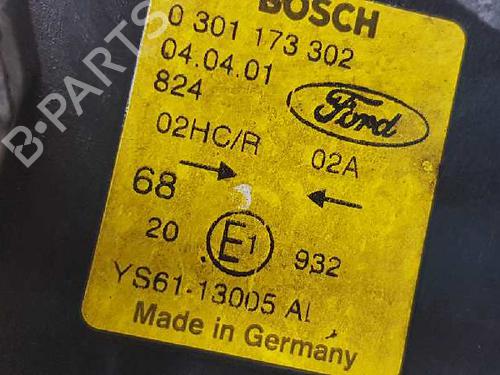 BOSCH
0 301 173 302
04.04.01
824
Ford
02HC/R 02A
68
20 E1 932
YS61-13005 A
Made in Germany
B-PARTS